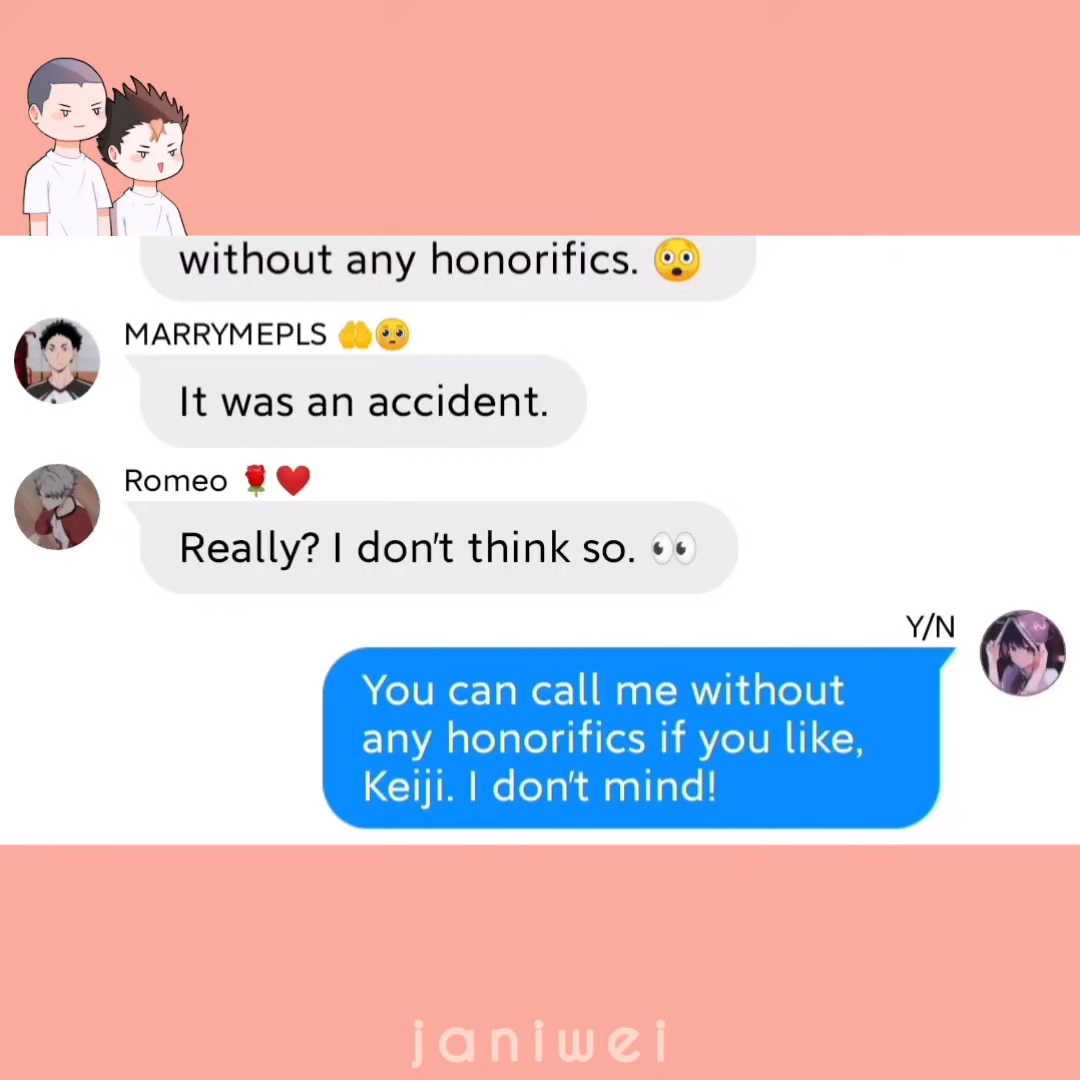 without any honorifics. 😲
MARRYMEPLS 🤲🥺
It was an accident.
Romeo 🌹❤️
Really? I don't think so. 👀
Y/N
You can call me without
any honorifics if you like,
Keiji. I don't mind!
janiwei